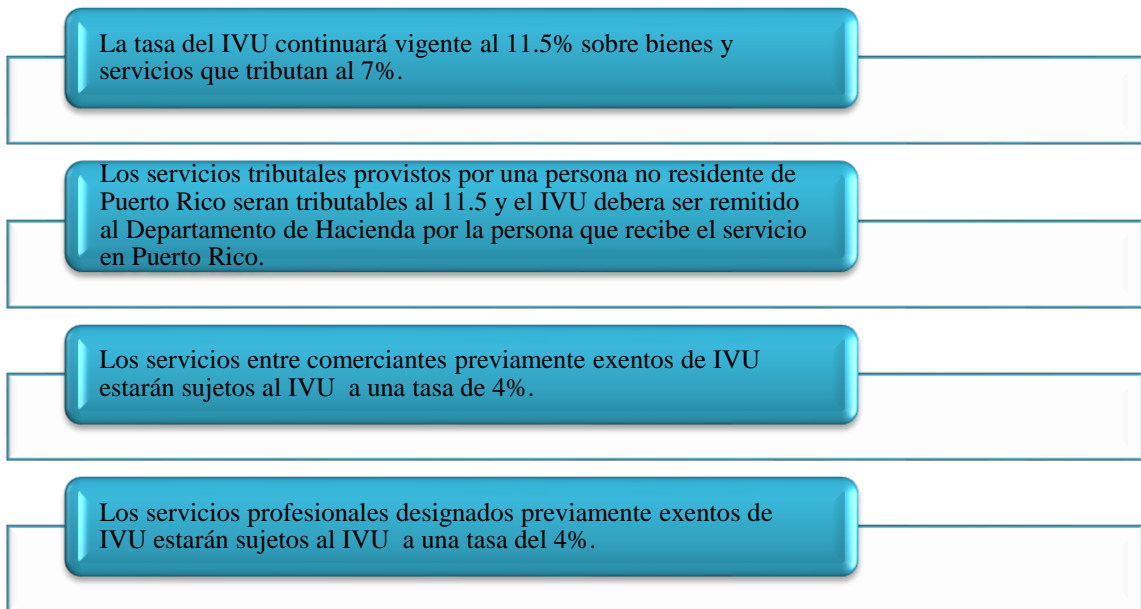 La tasa del IVU continuará vigente al 11.5% sobre bienes y
servicios que tributan al 7%.
Los servicios tributales provistos por una persona no residente de
Puerto Rico seran tributables al 11.5 y el IVU debera ser remitido
al Departamento de Hacienda por la persona que recibe el servicio
en Puerto Rico.
Los servicios entre comerciantes previamente exentos de IVU
estarán sujetos al IVU  a una tasa de 4%.
Los servicios profesionales designados previamente exentos de
IVU estarán sujetos al IVU  a una tasa del 4%.